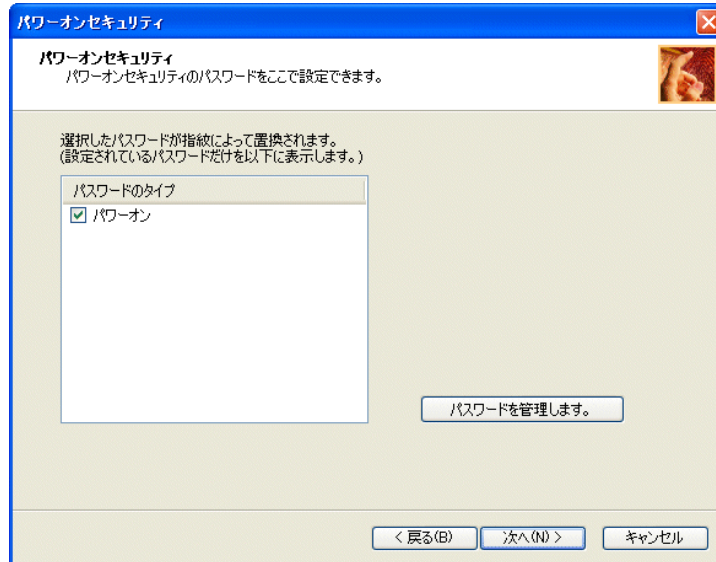 パワーオンセキュリティ
パワーオンセキュリティ
パワーオンセキュリティのパスワードをここで設定できます。
選択したパスワードが指紋によって置換されます。
(設定されているパスワードだけを以下に表示します。)
パスワードのタイプ
パワーオン
パスワードを管理します。
< 戻る(B)
次へ(N) >
キャンセル